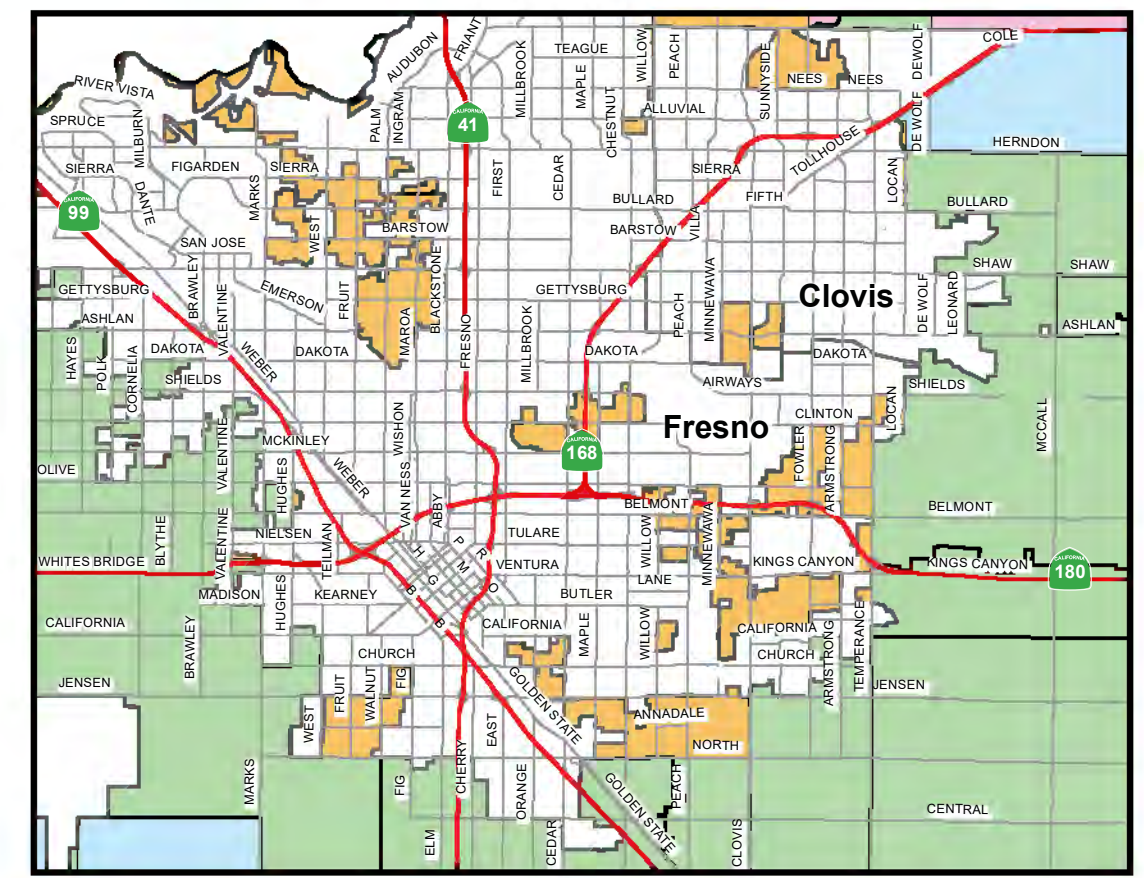 COLE
TEAGUE
AUDUBON
FRIANT
MILLBROOK
MAPLE
WILLOW
PEACH
SUNNYSIDE
DEWOLF
NEES
NEES
RIVER VISTA
SPRUCE
MILBURN
PALM
INGRAM
CALIFORNIA
41
CHESTNUT
ALLUVIAL
TOLLHOUSE
DE WOLF
HERNDON
SIERRA
FIGARDEN
SIERRA
SIERRA
DANTE
MARKS
FIRST
CEDAR
BULLARD
FIFTH
LOCAN
BULLARD
CALIFORNIA
99
WEST
BARSTOW
BARSTOW
VILLA
SAN JOSE
SHAW
SHAW
GETTYSBURG
BRAWLEY
VALENTINE
EMERSON
FRUIT
MAROA
BLACKSTONE
GETTYSBURG
PEACH
MINNEWAWA
Clovis
DE WOLF
LEONARD
ASHLAN
ASHLAN
HAYES
POLK
CORNELIA
DAKOTA
WEBER
DAKOTA
FRESNO
MILLBROOK
DAKOTA
DAKOTA
SHIELDS
AIRWAYS
SHIELDS
WISHON
Fresno
CLINTON
LOCAN
MCCALL
VALENTINE
MCKINLEY
CALIFORNIA
168
FOWLER
ARMSTRONG
OLIVE
HUGHES
WEBER
VAN NESS
ABBY
BELMONT
BELMONT
BLYTHE
VALENTINE
NIELSEN
TEILMAN
TULARE
WILLOW
MINNEWAWA
WHITES BRIDGE
H
P
R
G
M
VENTURA
KINGS CANYON
KINGS CANYON
CALIFORNIA
180
LANE
MADISON
HUGHES
KEARNEY
B
O
BUTLER
CALIFORNIA
BRAWLEY
B
CALIFORNIA
MAPLE
WILLOW
CALIFORNIA
ARMSTRONG
TEMPERANCE
CHURCH
CHURCH
JENSEN
FRUIT
WALNUT
FIG
GOLDEN STATE
JENSEN
WEST
EAST
ANNADALE
NORTH
MARKS
FIG
CHERRY
ORANGE
GOLDEN STATE
PEACH
CENTRAL
ELM
CEDAR
CLOVIS